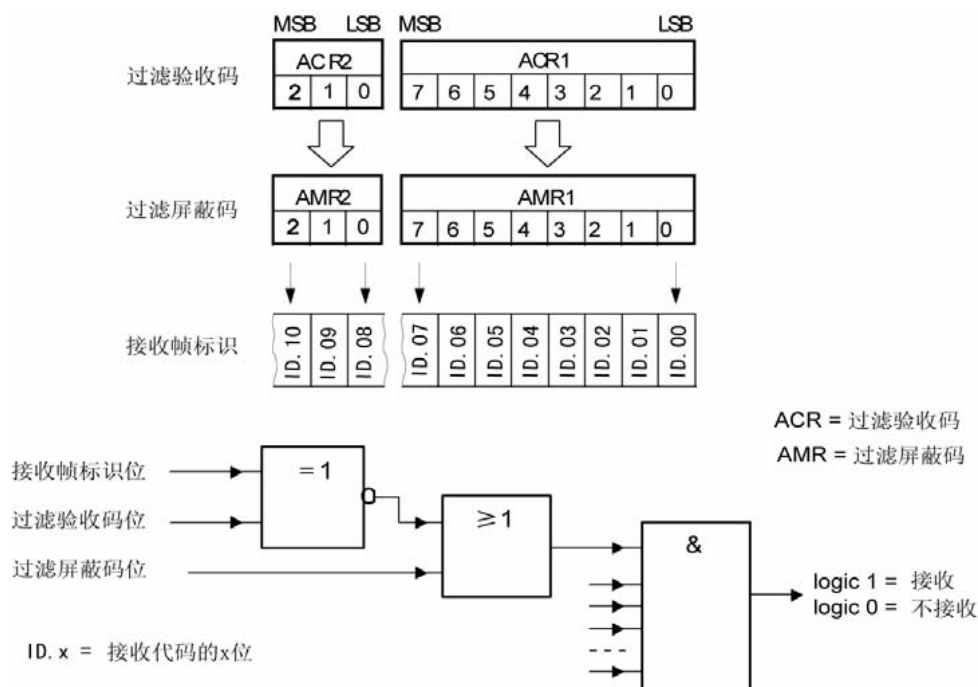 MSB LSB MSB LSB
过滤验收码 ACR2 ACR1
2 1 0 7 6 5 4 3 2 1 0
过滤屏蔽码 AMR2 AMR1
2 1 0 7 6 5 4 3 2 1 0
接收帧标识 ID.10 ID.09 ID.08 ID.07 ID.06 ID.05 ID.04 ID.03 ID.02 ID.01 ID.00
ACR = 过滤验收码
AMR = 过滤屏蔽码
接收帧标识位
过滤验收码位
过滤屏蔽码位
=1
≥1
&
logic 1 = 接收
logic 0 = 不接收
ID.x = 接收代码的x位